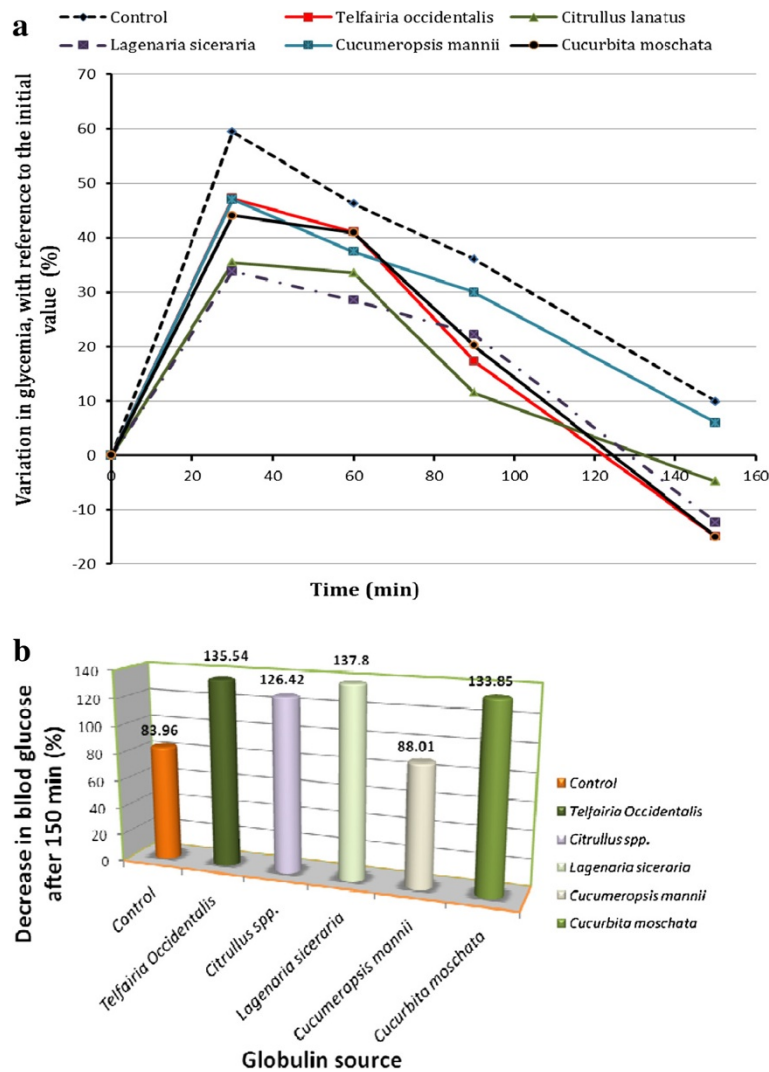 a
Control
Telfairia occidentalis
Citrullus lanatus
Lagenaria siceraria
Cucumeropsis mannii
Cucurbita moschata
Variation in glycemia, with reference to the initial
value (%)
70
60
50
40
30
20
10
0
-10
-20
0
20
40
60
80
100
120
140
160
Time (min)
b
Decrease in bllod glucose
after 150 min (%)
140
120
100
80
60
40
20
0
83.96
135.54
126.42
137.8
88.01
133.85
Control
Telfairia Occidentalis
Citrullus spp.
Lagenaria siceraria
Cucumeropsis mannii
Cucurbita moschata
Globulin source
Control
Telfairia Occidentalis
Citrullus spp.
Lagenaria siceraria
Cucumeropsis mannii
Cucurbita moschata